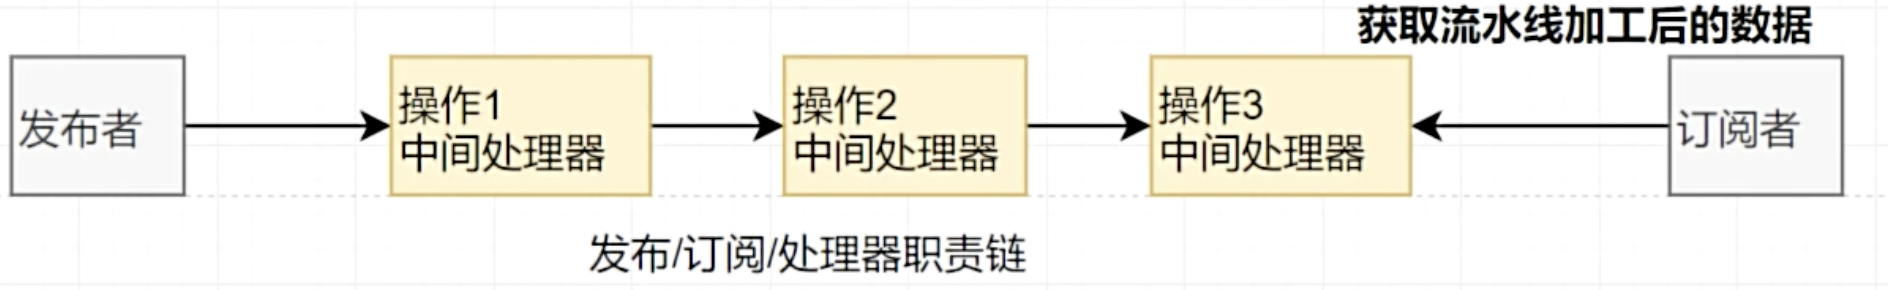 获取流水线加工后的数据
发布者
操作1
中间处理器
操作2
中间处理器
操作3
中间处理器
订阅者
发布/订阅/处理器职责链